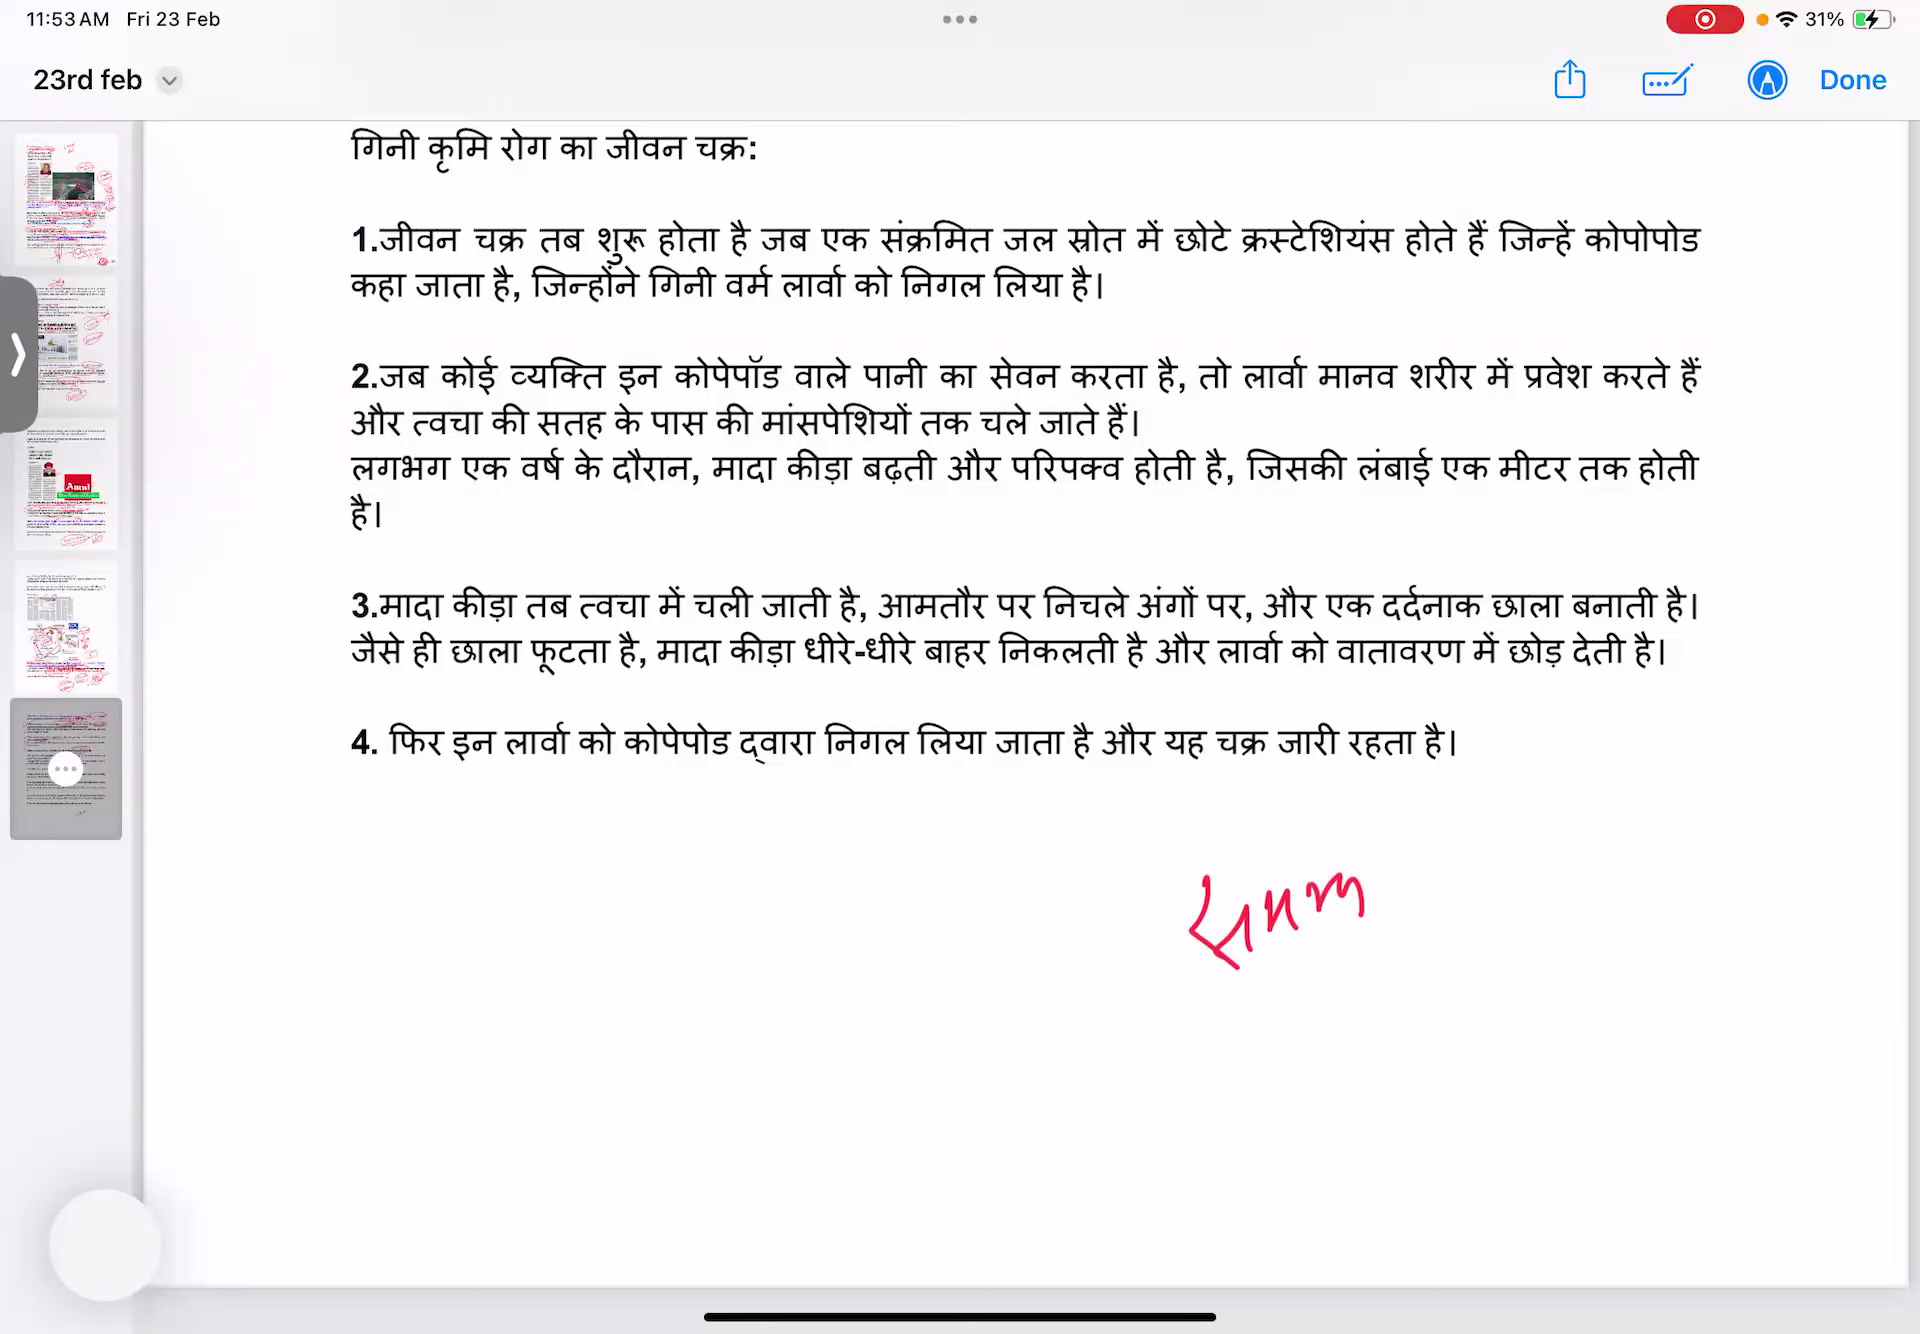 11:53 AM Fri 23 Feb
31%
23rd feb
Done
गिनी कृमि रोग का जीवन चक्र:
1.जीवन चक्र तब शुरू होता है जब एक संक्रमित जल स्रोत में छोटे क्रस्टेशियंस होते हैं जिन्हें कोपोपोड
कहा जाता है, जिन्होंने गिनी वर्म लार्वा को निगल लिया है।
2.जब कोई व्यक्ति इन कोपेपॉड वाले पानी का सेवन करता है, तो लार्वा मानव शरीर में प्रवेश करते हैं
और त्वचा की सतह के पास की मांसपेशियों तक चले जाते हैं।
लगभग एक वर्ष के दौरान, मादा कीड़ा बढ़ती और परिपक्व होती है, जिसकी लंबाई एक मीटर तक होती
है।
3.मादा कीड़ा तब त्वचा में चली जाती है, आमतौर पर निचले अंगों पर, और एक दर्दनाक छाला बनाती है।
जैसे ही छाला फूटता है, मादा कीड़ा धीरे-धीरे बाहर निकलती है और लार्वा को वातावरण में छोड़ देती है।
4. फिर इन लार्वा को कोपेपोड द्वारा निगल लिया जाता है और यह चक्र जारी रहता है।
Amul